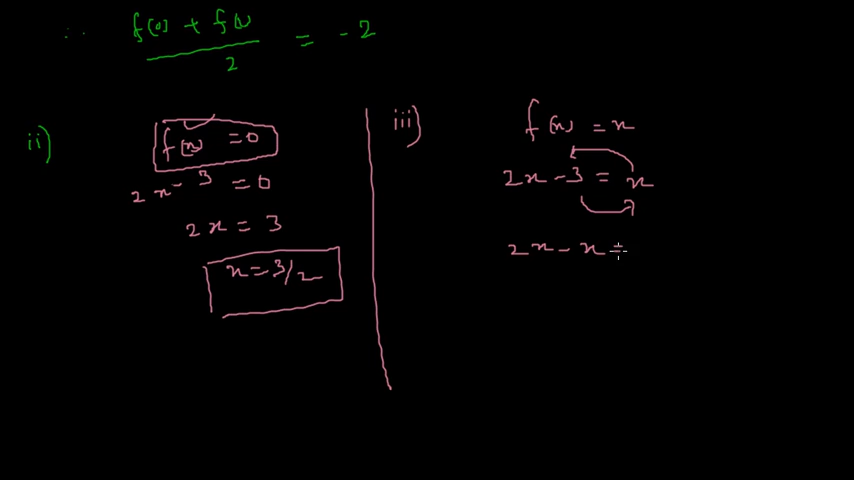 ∴ f(0) + f(1) / 2 = -2
ii)
f(x) = 0
2x - 3 = 0
2x = 3
x = 3/2
iii)
f(x) = x
2x - 3 = x
2x - x =